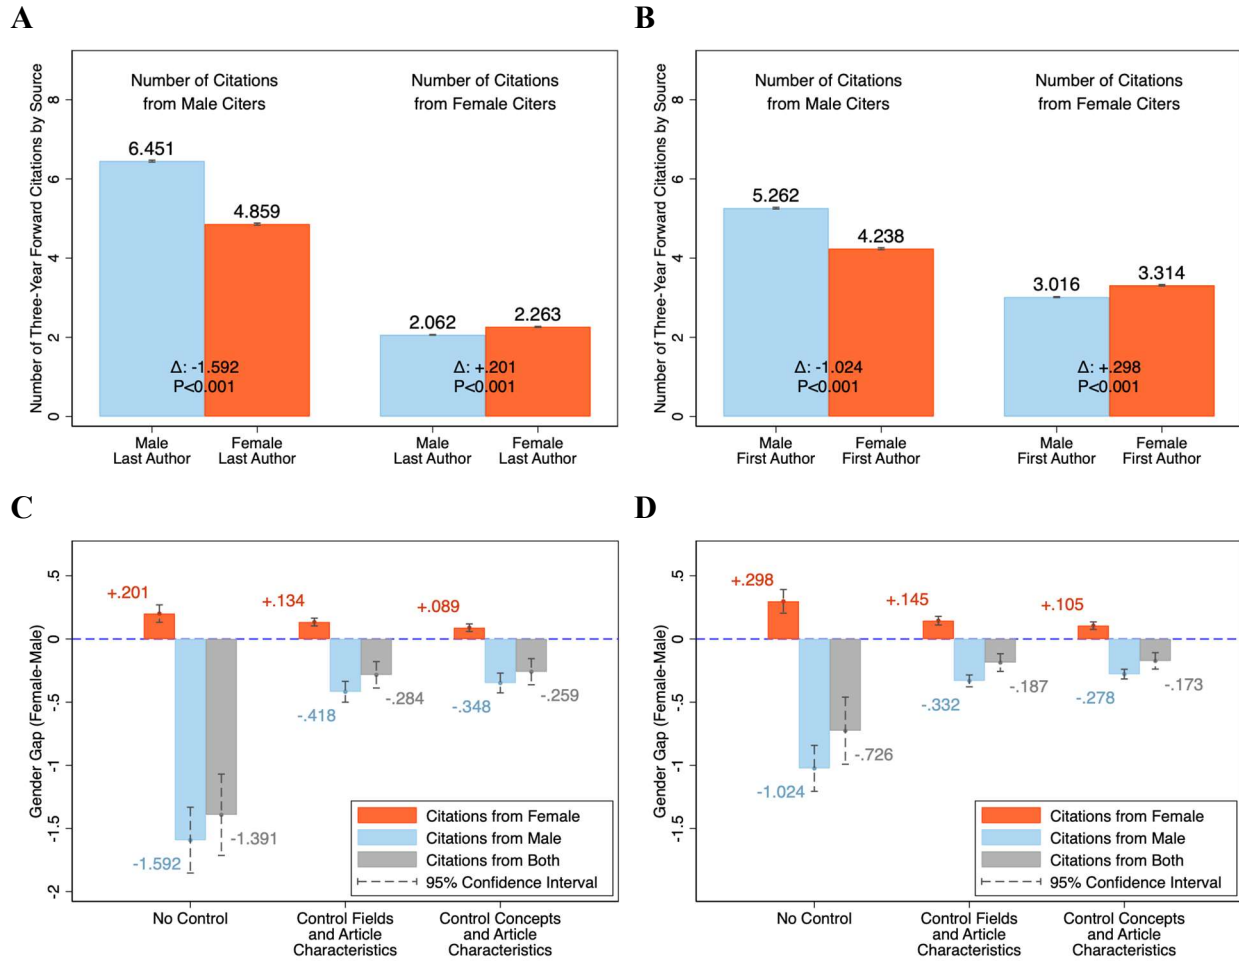 A
Number of Three-Year Forward Citations by Source
8
6
4
2
0
Number of Citations
from Male Citers
Number of Citations
from Female Citers
6.451
4.859
2.062
2.263
Δ: -1.592
P<0.001
Δ: +.201
P<0.001
Male
Last Author
Female
Last Author
Male
Last Author
Female
Last Author
B
Number of Three-Year Forward Citations by Source
8
6
4
2
0
Number of Citations
from Male Citers
Number of Citations
from Female Citers
5.262
4.238
3.016
3.314
Δ: -1.024
P<0.001
Δ: +.298
P<0.001
Male
First Author
Female
First Author
Male
First Author
Female
First Author
C
Gender Gap (Female-Male)
.5
0
-.5
-1
-1.5
-2
+.201
+.134
+.089
-.284
-.259
-.418
-.348
-1.391
-1.592
Citations from Female
Citations from Male
Citations from Both
95% Confidence Interval
No Control
Control Fields
and Article
Characteristics
Control Concepts
and Article
Characteristics
D
Gender Gap (Female-Male)
.5
0
-.5
-1
-1.5
+.298
+.145
+.105
-.187
-.173
-.332
-.278
-.726
-1.024
Citations from Female
Citations from Male
Citations from Both
95% Confidence Interval
No Control
Control Fields
and Article
Characteristics
Control Concepts
and Article
Characteristics